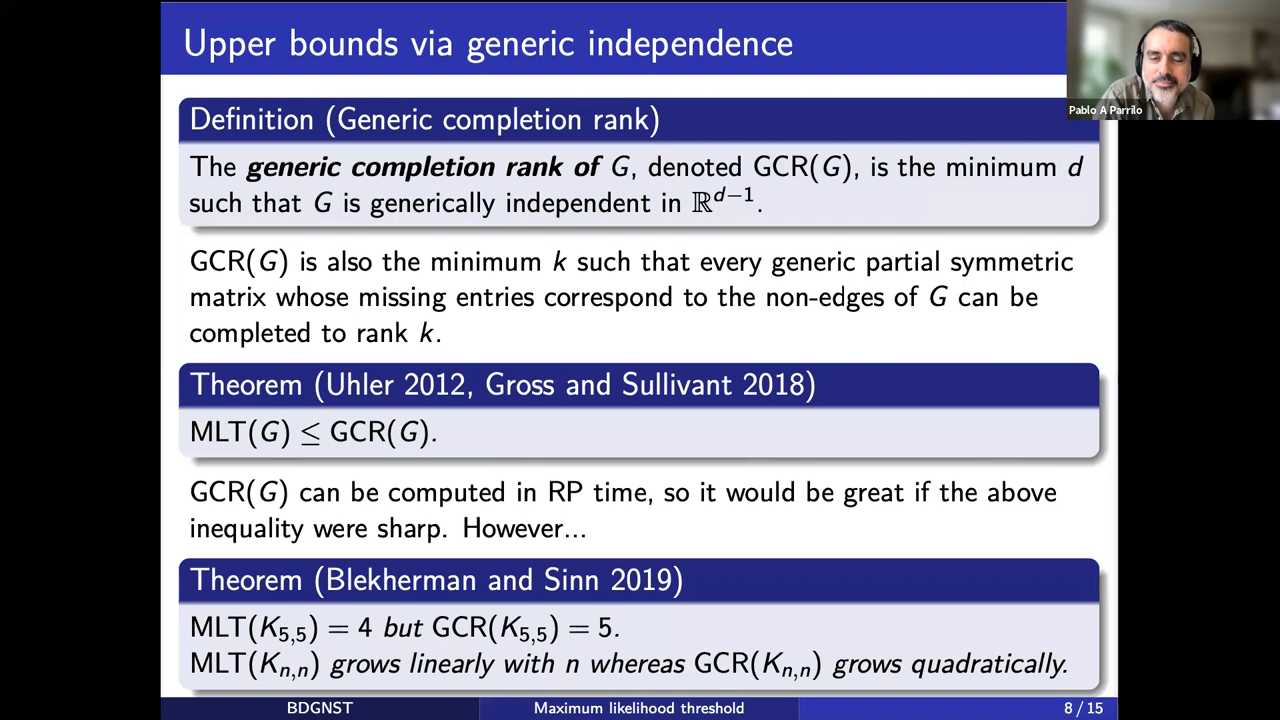 Upper bounds via generic independence
Pablo A Parrilo
Definition (Generic completion rank)
The generic completion rank of G, denoted GCR(G), is the minimum d
such that G is generically independent in ℝ^{d−1}.
GCR(G) is also the minimum k such that every generic partial symmetric
matrix whose missing entries correspond to the non-edges of G can be
completed to rank k.
Theorem (Uhler 2012, Gross and Sullivant 2018)
MLT(G) ≤ GCR(G).
GCR(G) can be computed in RP time, so it would be great if the above
inequality were sharp. However...
Theorem (Blekherman and Sinn 2019)
MLT(K_{5,5}) = 4 but GCR(K_{5,5}) = 5.
MLT(K_{n,n}) grows linearly with n whereas GCR(K_{n,n}) grows quadratically.
BDGNST Maximum likelihood threshold 8 / 15